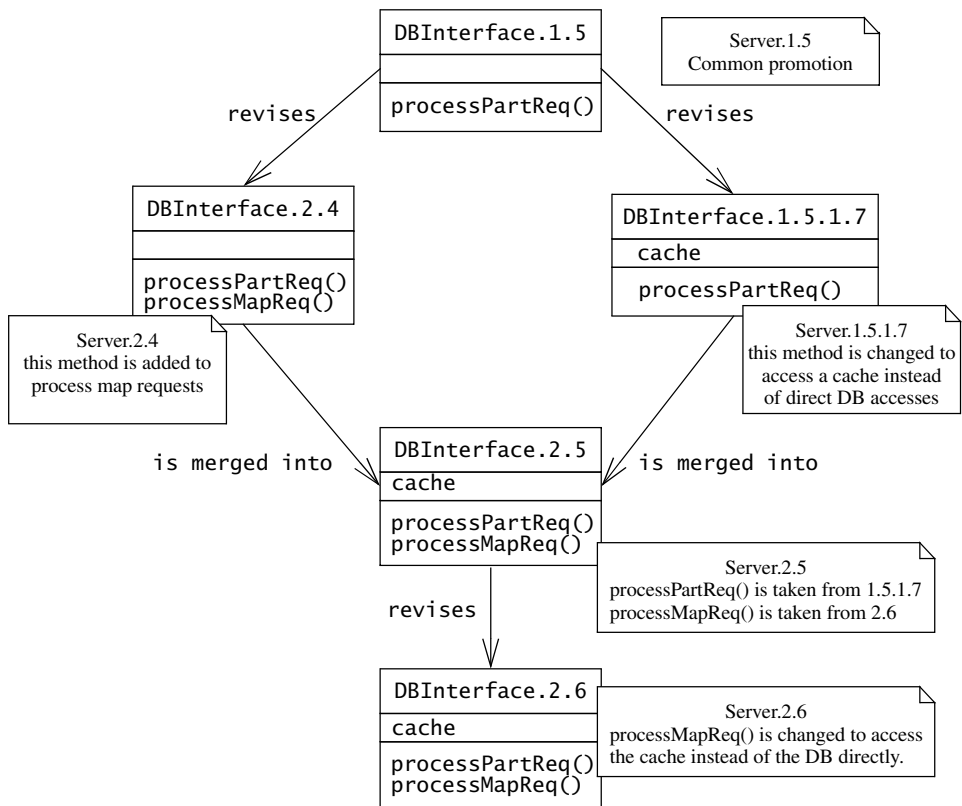 DBInterface.1.5
processPartReq()
Server.1.5
Common promotion
revises
revises
DBInterface.2.4
processPartReq()
processMapReq()
DBInterface.1.5.1.7
cache
processPartReq()
Server.2.4
this method is added to
process map requests
Server.1.5.1.7
this method is changed to
access a cache instead
of direct DB accesses
is merged into
is merged into
DBInterface.2.5
cache
processPartReq()
processMapReq()
Server.2.5
processPartReq() is taken from 1.5.1.7
processMapReq() is taken from 2.6
revises
DBInterface.2.6
cache
processPartReq()
processMapReq()
Server.2.6
processMapReq() is changed to access
the cache instead of the DB directly.